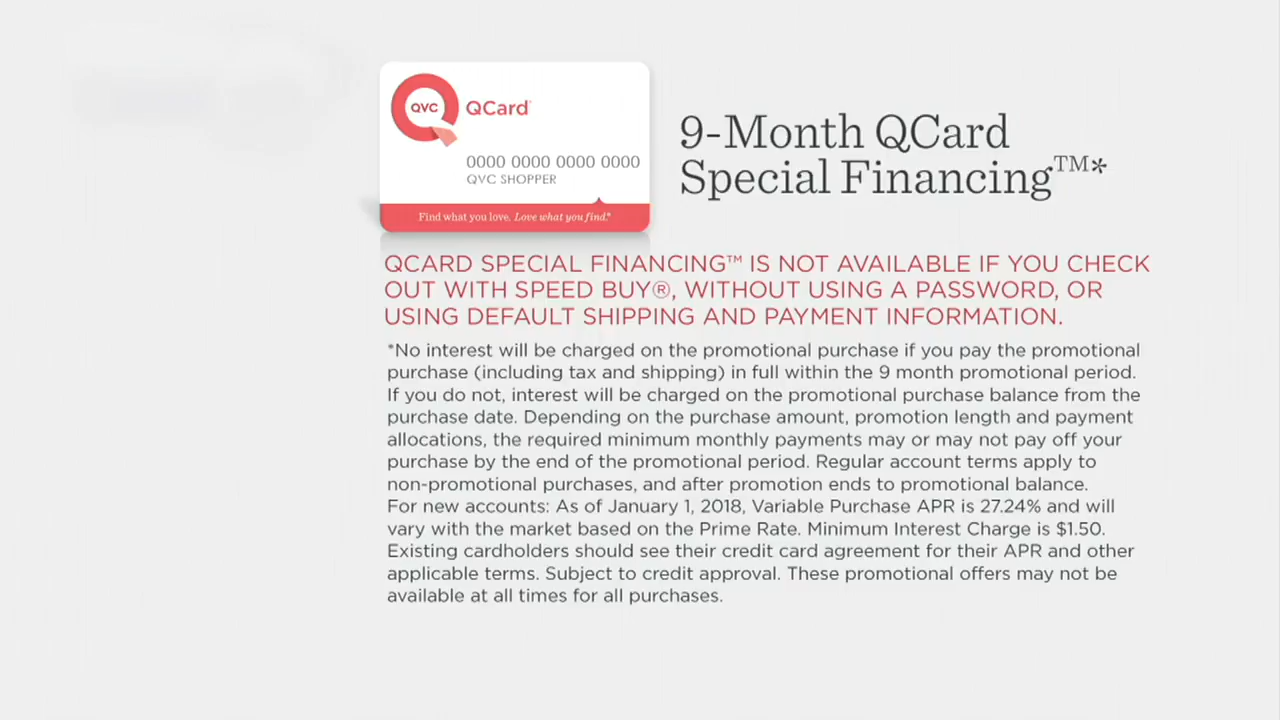 QVC
QCard
0000 0000 0000 0000
QVC SHOPPER
Find what you love. Love what you find.®
9-Month QCard
Special Financing™*
QCARD SPECIAL FINANCING™ IS NOT AVAILABLE IF YOU CHECK
OUT WITH SPEED BUY®, WITHOUT USING A PASSWORD, OR
USING DEFAULT SHIPPING AND PAYMENT INFORMATION.
*No interest will be charged on the promotional purchase if you pay the promotional
purchase (including tax and shipping) in full within the 9 month promotional period.
If you do not, interest will be charged on the promotional purchase balance from the
purchase date. Depending on the purchase amount, promotion length and payment
allocations, the required minimum monthly payments may or may not pay off your
purchase by the end of the promotional period. Regular account terms apply to
non-promotional purchases, and after promotion ends to promotional balance.
For new accounts: As of January 1, 2018, Variable Purchase APR is 27.24% and will
vary with the market based on the Prime Rate. Minimum Interest Charge is $1.50.
Existing cardholders should see their credit card agreement for their APR and other
applicable terms. Subject to credit approval. These promotional offers may not be
available at all times for all purchases.